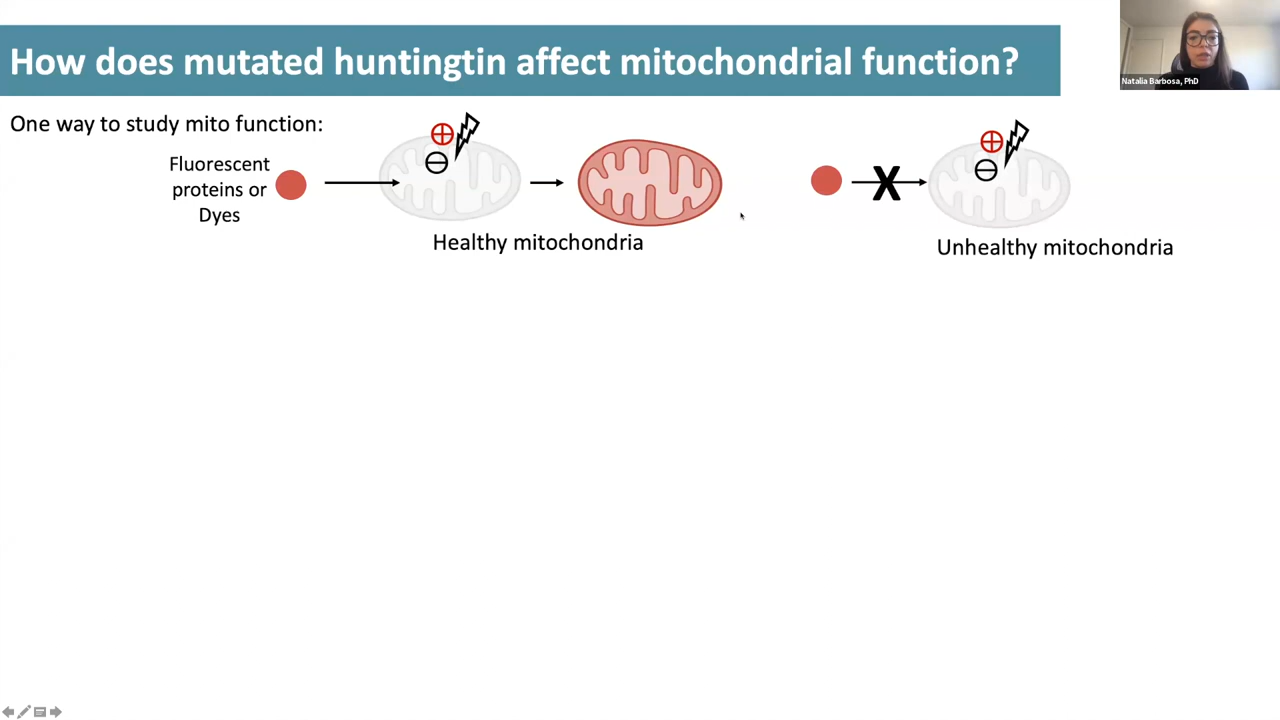 How does mutated huntingtin affect mitochondrial function?
Natalia Barbosa, PhD
One way to study mito function:
Fluorescent
proteins or
Dyes
X
Healthy mitochondria
Unhealthy mitochondria